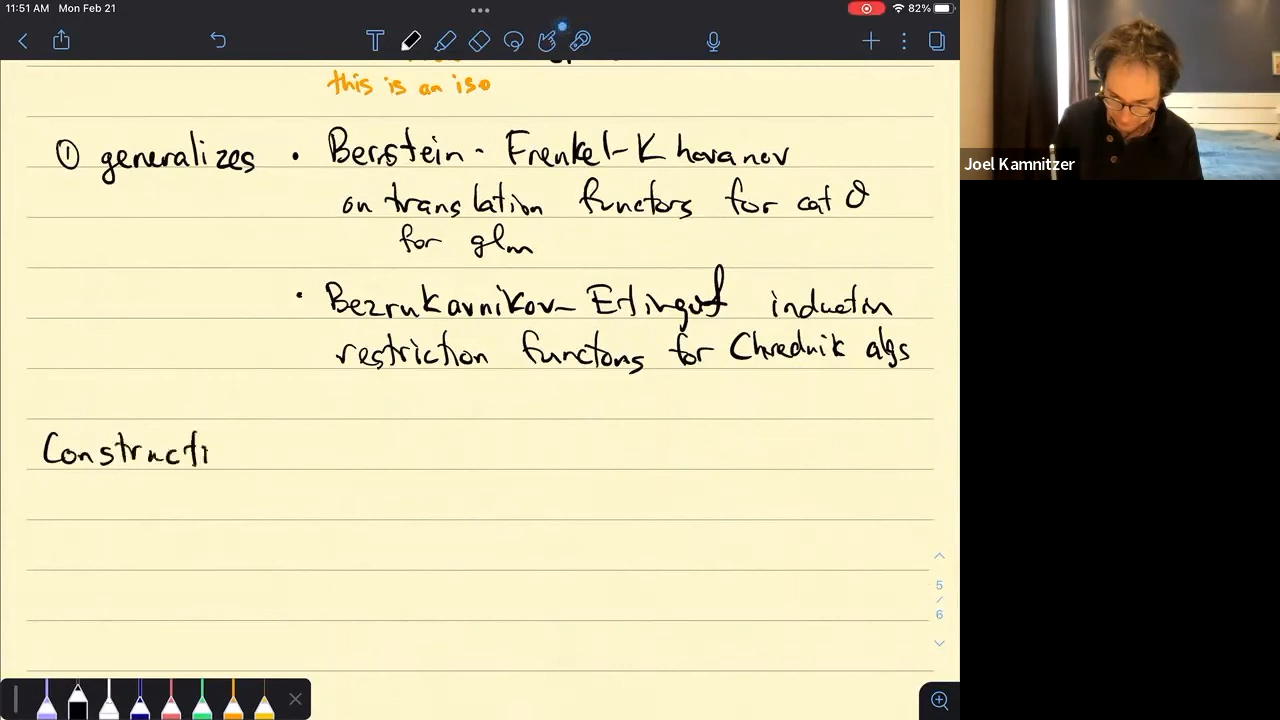 11:51 AM Mon Feb 21
82%
this is an iso
① generalizes • Bernstein - Frenkel-Khovanov
on translation functors for cat O
for glm
• Bezrukavnikov - Etingof induction
restriction functors for Cherednik algs
Constructi
5
/
6
Joel Kamnitzer